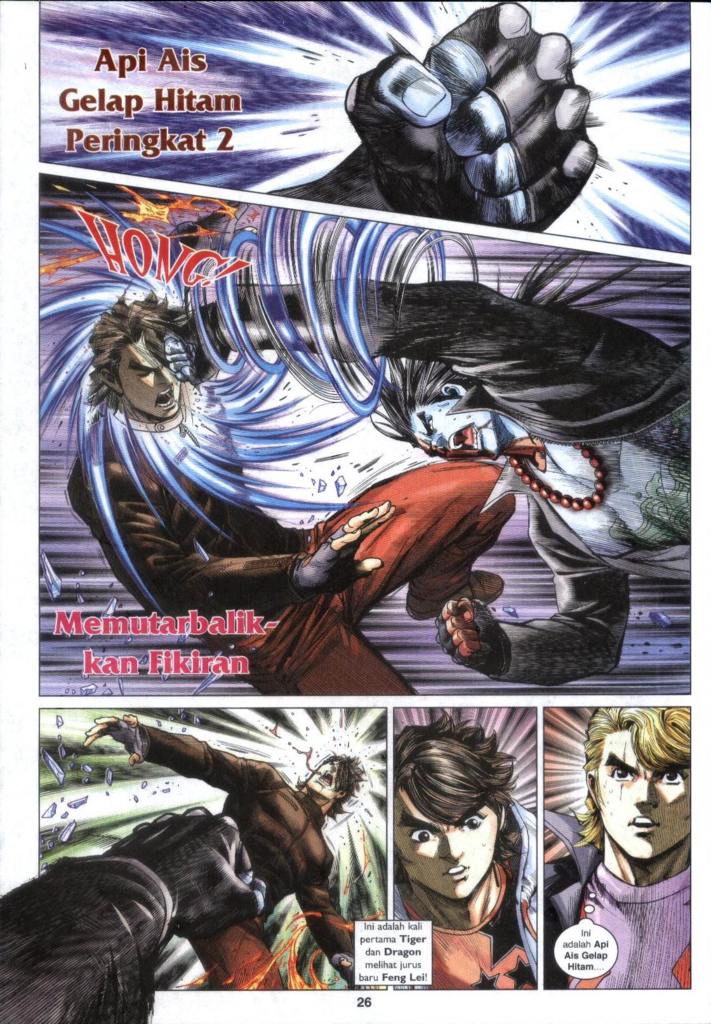 Api Ais
Gelap Hitam
Peringkat 2
HONG!
Memutarbalik-
kan Fikiran
Ini adalah kali
pertama Tiger
dan Dragon
melihat jurus
baru Feng Lei!
Ini
adalah Api
Ais Gelap
Hitam....
26